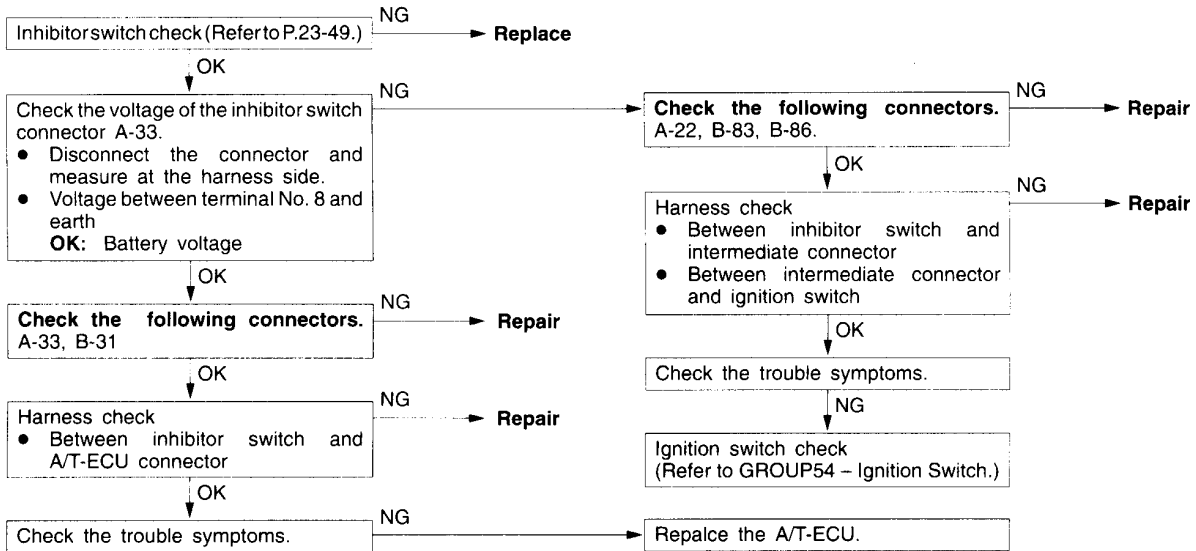 Inhibitor switch check (Refer to P.23-49.)
NG
Replace
OK
Check the voltage of the inhibitor switch
connector A-33.
● Disconnect the connector and
measure at the harness side.
● Voltage between terminal No. 8 and
earth
OK: Battery voltage
NG
OK
Check the following connectors.
A-33, B-31
NG
Repair
OK
Harness check
● Between inhibitor switch and
A/T-ECU connector
NG
Repair
OK
Check the trouble symptoms.
NG
Check the following connectors.
A-22, B-83, B-86.
NG
Repair
OK
Harness check
● Between inhibitor switch and
intermediate connector
● Between intermediate connector
and ignition switch
NG
Repair
OK
Check the trouble symptoms.
NG
Ignition switch check
(Refer to GROUP54 – Ignition Switch.)
Repalce the A/T-ECU.